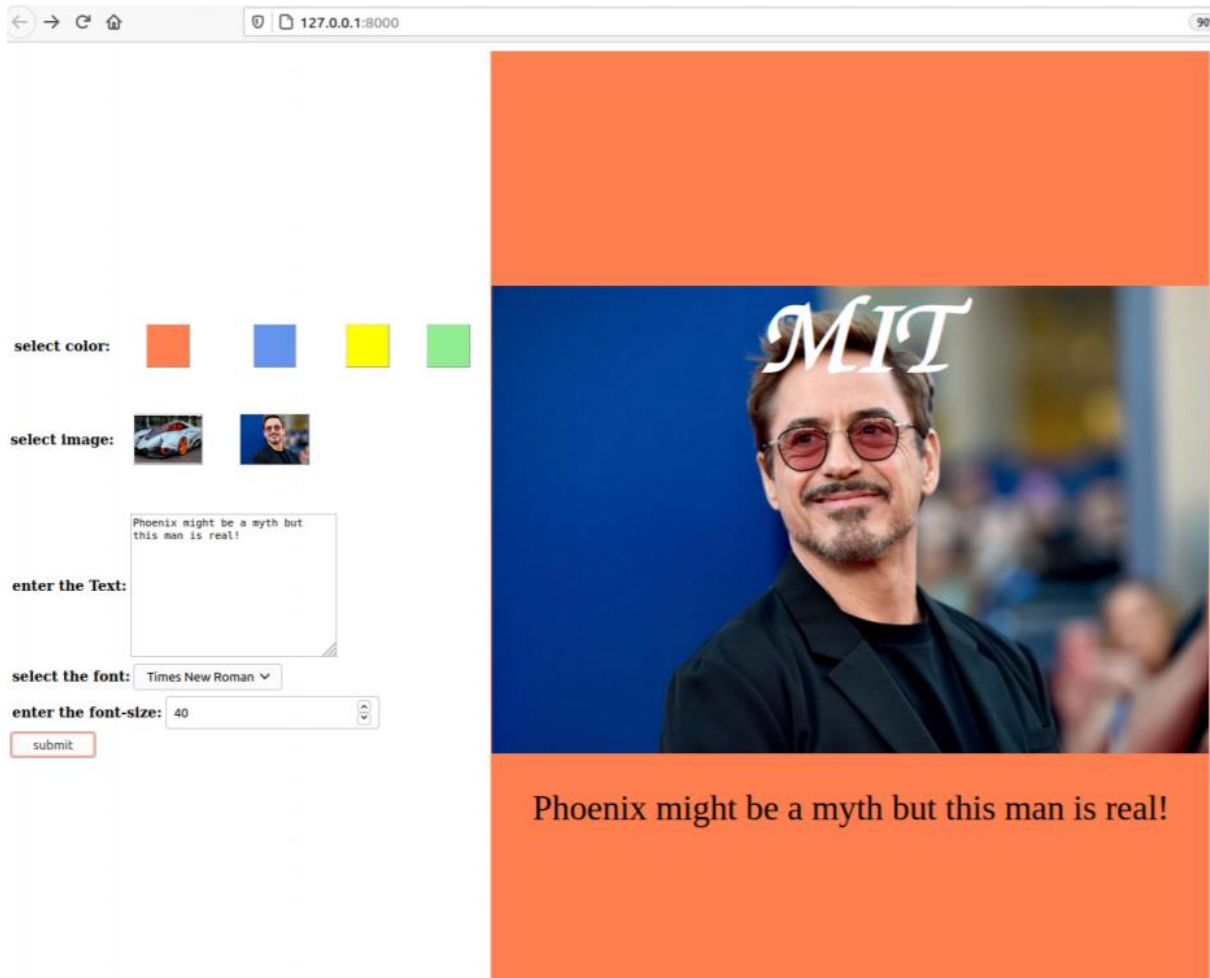 127.0.0.1:8000
select color:
select image:
Phoenix might be a myth but
this man is real!
enter the Text:
select the font: Times New Roman
enter the font-size: 40
submit
MIT
Phoenix might be a myth but this man is real!